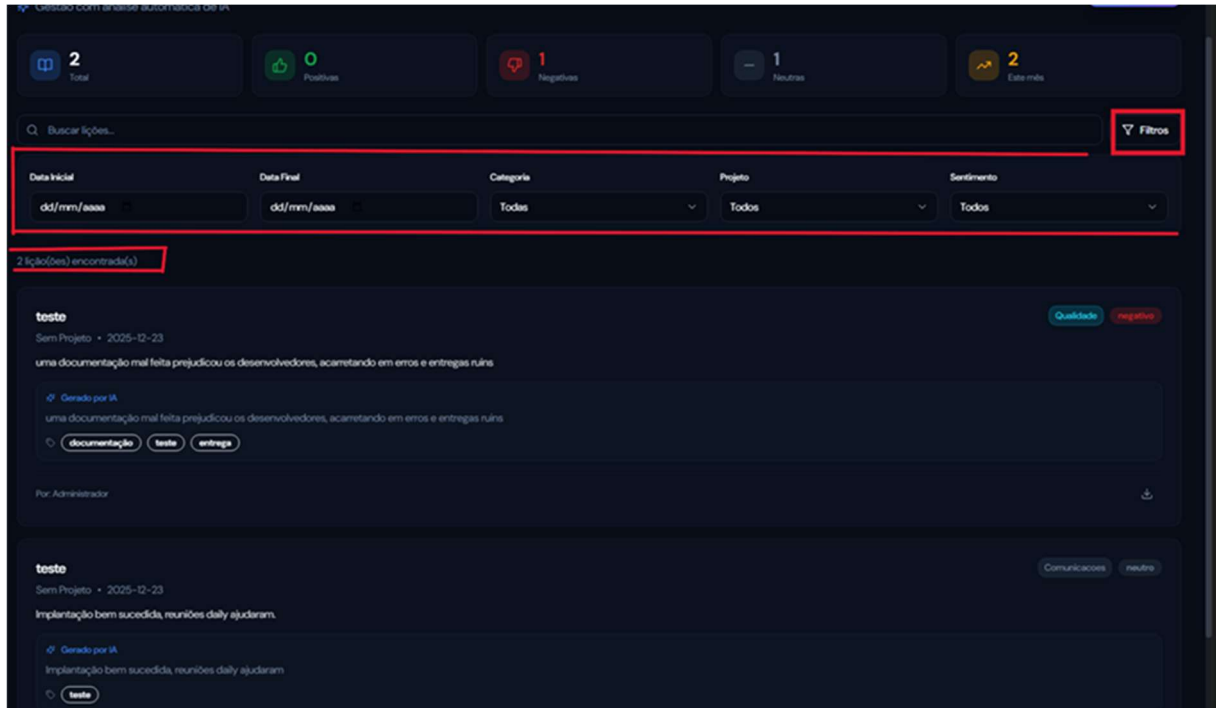 Gestão com análise automática de IA
2
Total
0
Positivas
1
Negativas
1
Neutras
2
Este mês
Buscar lições...
Filtros
Data Inicial
Data Final
Categoria
Projeto
Sentimento
dd/mm/aaaa
dd/mm/aaaa
Todas
Todos
Todos
2 lição(ões) encontrada(s)
teste
Qualidade
negativo
Sem Projeto • 2025-12-23
uma documentação mal feita prejudicou os desenvolvedores, acarretando em erros e entregas ruins
Gerado por IA
uma documentação mal feita prejudicou os desenvolvedores, acarretando em erros e entregas ruins
documentação
teste
entrega
Por: Administrador
teste
Comunicacoes
neutro
Sem Projeto • 2025-12-23
Implantação bem sucedida, reuniões daily ajudaram.
Gerado por IA
Implantação bem sucedida, reuniões daily ajudaram
teste